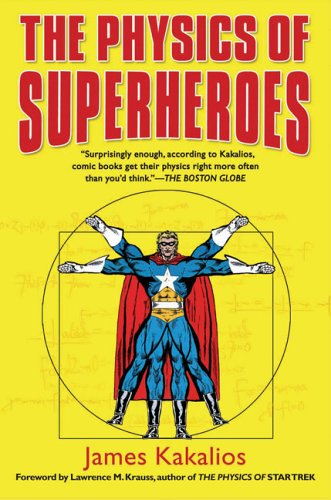 THE PHYSICS OF
SUPERHEROES
“Surprisingly enough, according to Kakalios,
comic books get their physics right more often
than you'd think.”—THE BOSTON GLOBE
James Kakalios
Foreword by Lawrence M. Krauss, author of THE PHYSICS OF STAR TREK